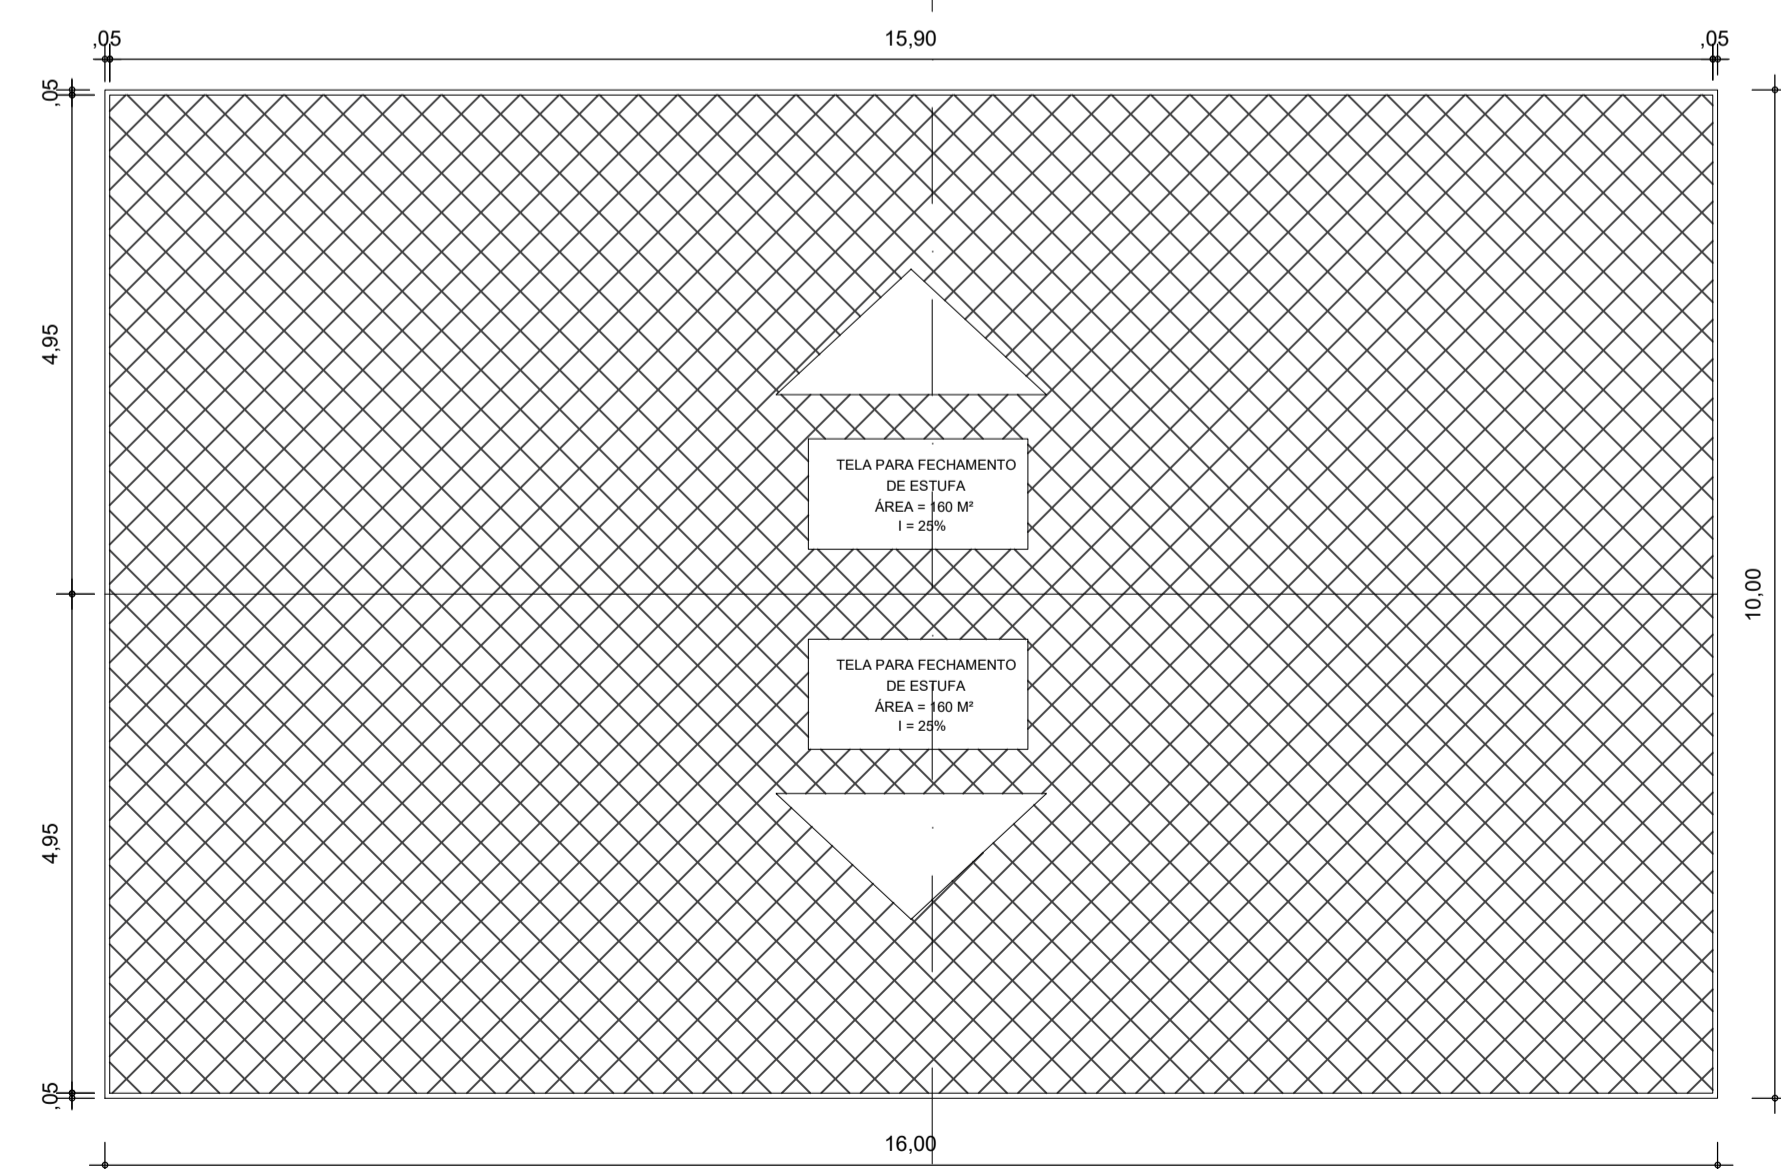 ,05
15,90
,05
,05
4,95
TELA PARA FECHAMENTO
DE ESTUFA
ÁREA = 160 M²
I = 25%
10,00
TELA PARA FECHAMENTO
DE ESTUFA
ÁREA = 160 M²
I = 25%
4,95
,05
16,00